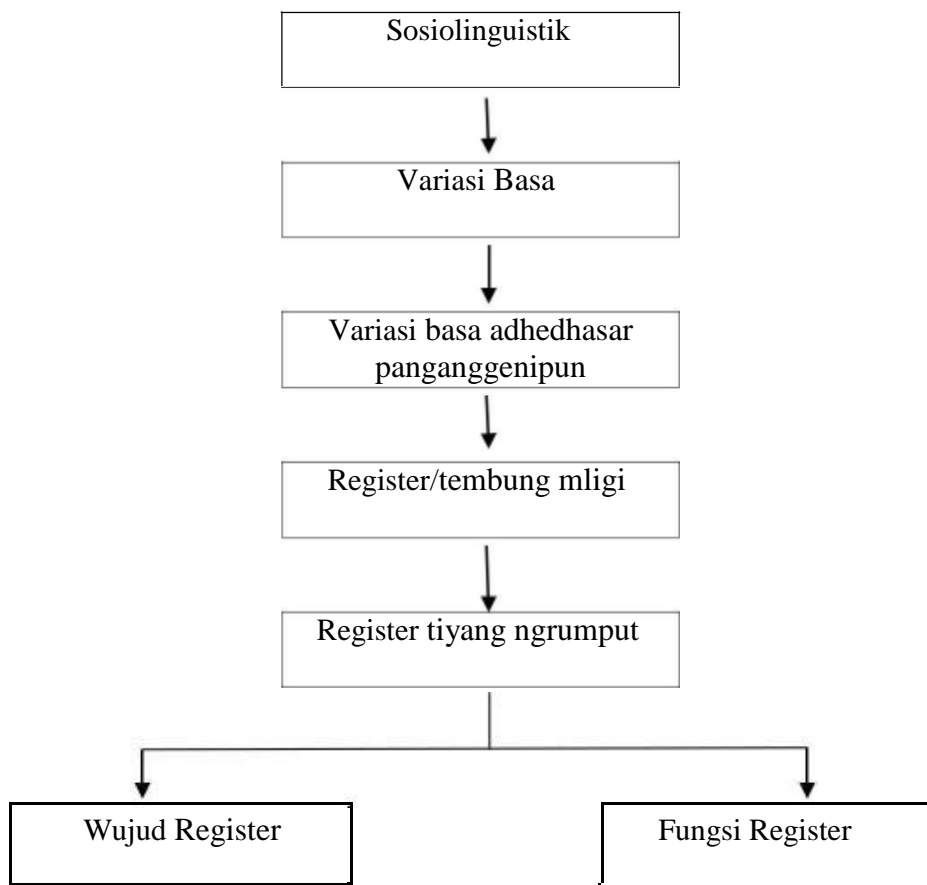 Sosiolinguistik
Variasi Basa
Variasi basa adhedhasar
panganggenipun
Register/tembung mligi
Register tiyang ngrumput
Wujud Register
Fungsi Register